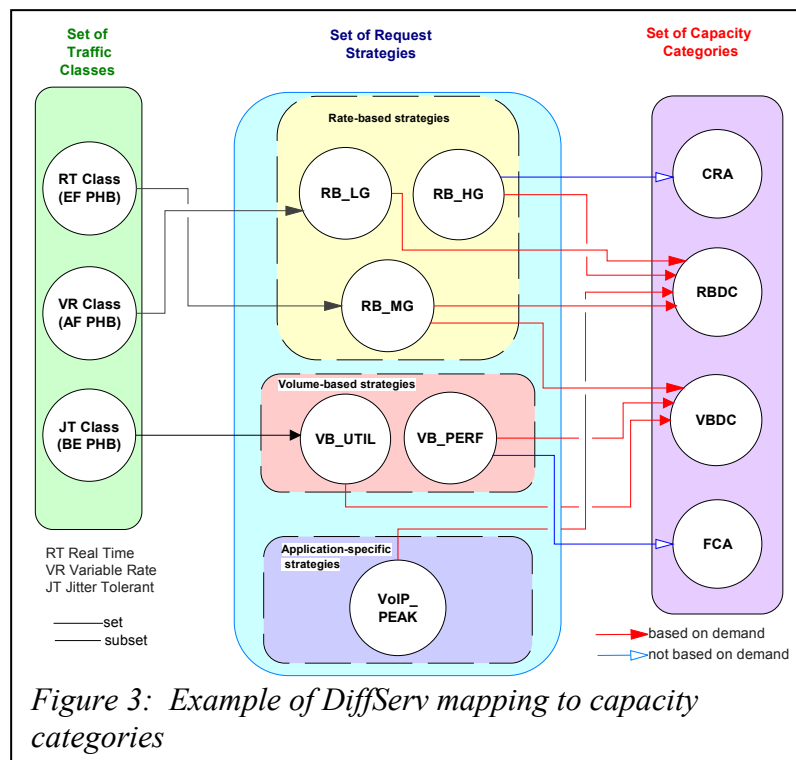 Set of
Traffic
Classes
Set of Request
Strategies
Set of Capacity
Categories
Rate-based strategies
RT Class
(EF PHB)
RB_LG
RB_HG
CRA
VR Class
(AF PHB)
RB_MG
RBDC
Volume-based strategies
JT Class
(BE PHB)
VB_UTIL
VB_PERF
VBDC
Application-specific
strategies
FCA
RT Real Time
VR Variable Rate
JT Jitter Tolerant
VoIP_
PEAK
set
subset
based on demand
not based on demand
Figure 3: Example of DiffServ mapping to capacity
categories